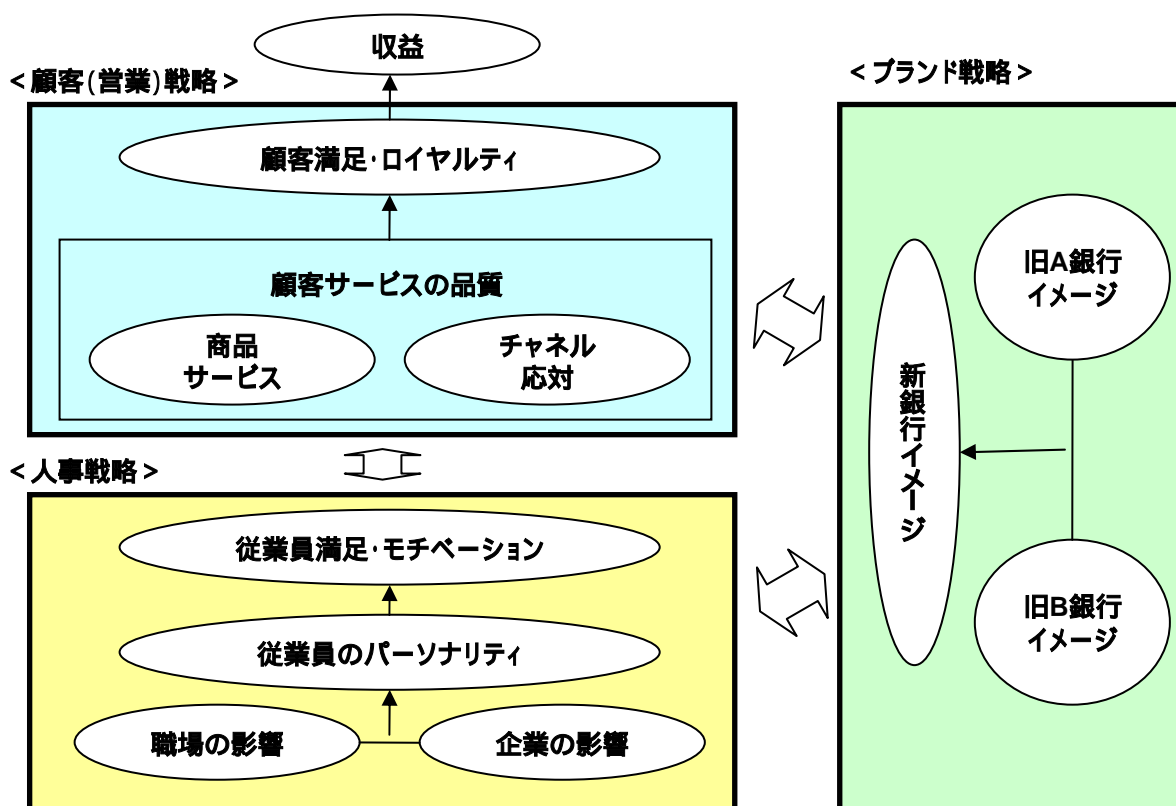 収益
<顧客(営業)戦略>
顧客満足・ロイヤルティ
顧客サービスの品質
商品
サービス
チャネル
応対
<人事戦略>
従業員満足・モチベーション
従業員のパーソナリティ
職場の影響
企業の影響
<ブランド戦略>
旧A銀行
イメージ
新銀行イメージ
旧B銀行
イメージ